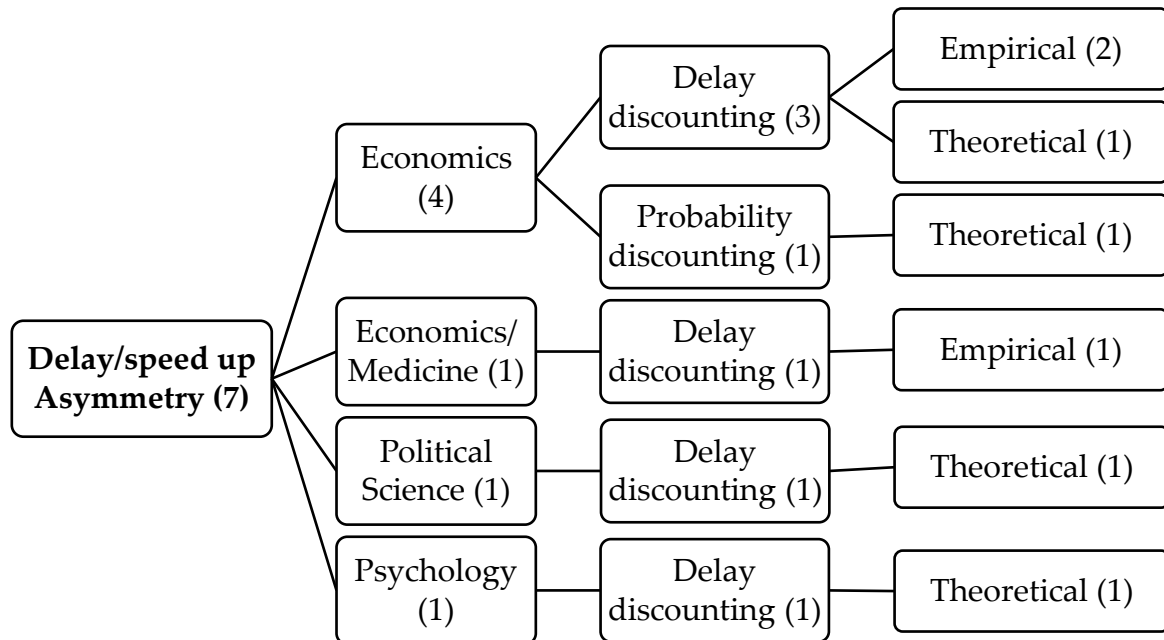 Delay/speed up
Asymmetry (7)
Economics
(4)
Delay
discounting (3)
Empirical (2)
Theoretical (1)
Probability
discounting (1)
Theoretical (1)
Economics/
Medicine (1)
Delay
discounting (1)
Empirical (1)
Political
Science (1)
Delay
discounting (1)
Theoretical (1)
Psychology
(1)
Delay
discounting (1)
Theoretical (1)